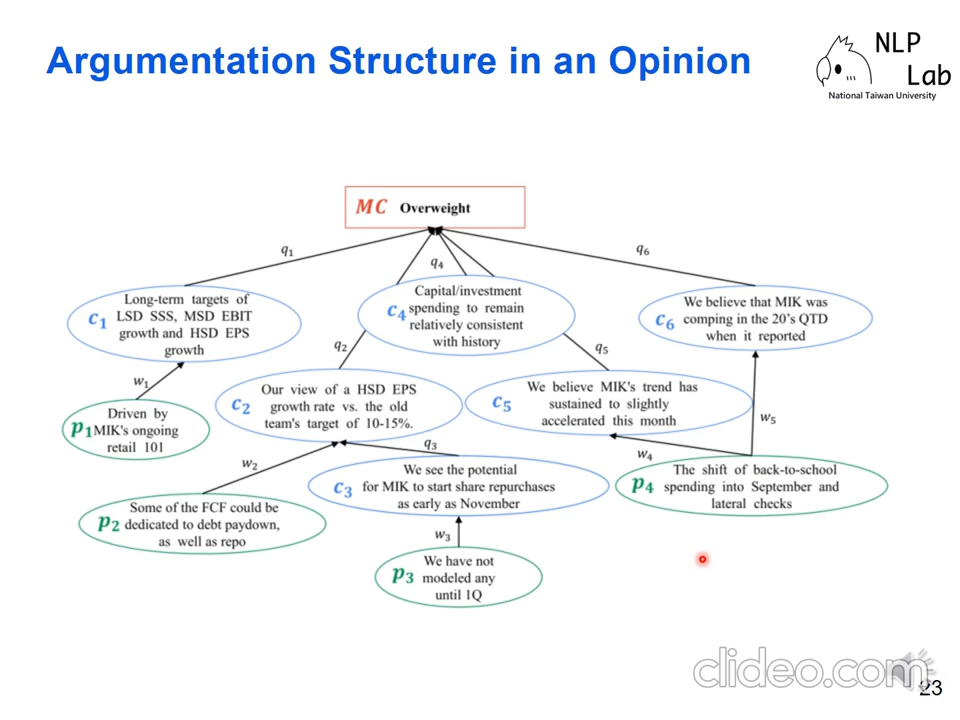 Argumentation Structure in an Opinion
NLP
Lab
National Taiwan University
MC Overweight
q1
q4
q6
Long-term targets of
LSD SSS, MSD EBIT
growth and HSD EPS
growth
c1
Capital/investment
spending to remain
relatively consistent
with history
c4
We believe that MIK was
comping in the 20's QTD
when it reported
c6
q2
q5
w1
Our view of a HSD EPS
growth rate vs. the old
team's target of 10-15%.
c2
We believe MIK's trend has
sustained to slightly
accelerated this month
c5
Driven by
MIK's ongoing
retail 101
p1
w5
q3
w2
w4
We see the potential
for MIK to start share repurchases
as early as November
c3
The shift of back-to-school
spending into September and
lateral checks
p4
Some of the FCF could be
dedicated to debt paydown,
as well as repo
p2
w3
We have not
modeled any
until 1Q
p3
clideo.com
23